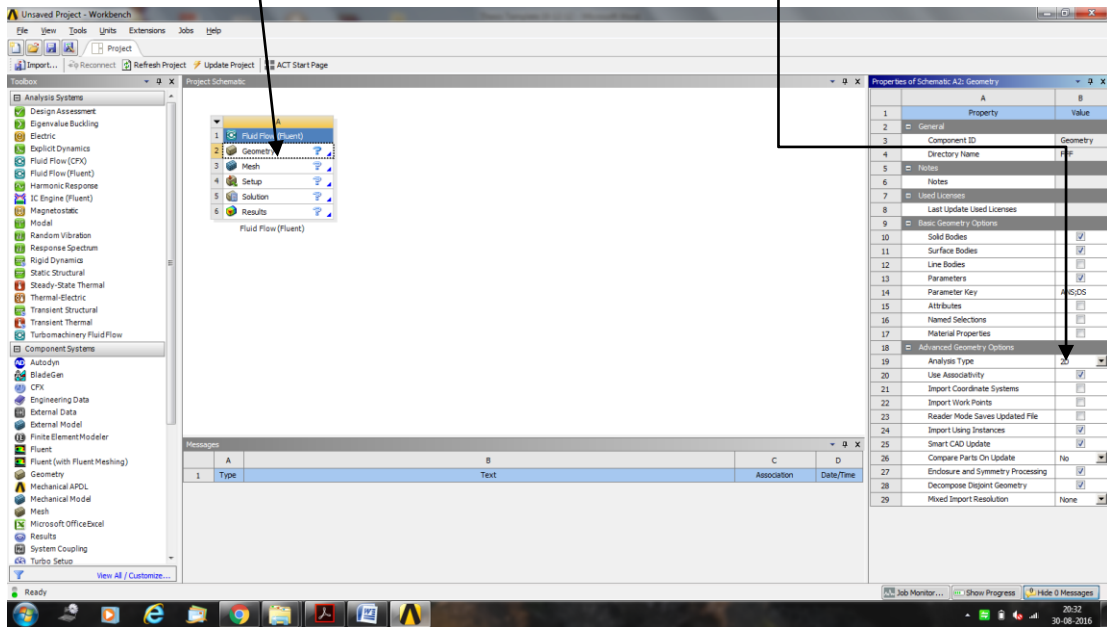 Unsaved Project - Workbench
File View Tools Units Extensions Jobs Help
Project
Import... Reconnect Refresh Project Update Project ACT Start Page
Toolbox
Analysis Systems
Design Assessment
Eigenvalue Buckling
Electric
Explicit Dynamics
Fluid Flow (CFX)
Fluid Flow (Fluent)
Harmonic Response
IC Engine (Fluent)
Magnetostatic
Modal
Random Vibration
Response Spectrum
Rigid Dynamics
Static Structural
Steady-State Thermal
Thermal-Electric
Transient Structural
Transient Thermal
Turbomachinery Fluid Flow
Component Systems
Autodyn
BladeGen
CFX
Engineering Data
External Data
External Model
Finite Element Modeler
Fluent
Fluent (with Fluent Meshing)
Geometry
Mechanical APDL
Mechanical Model
Mesh
Microsoft Office Excel
Results
System Coupling
Turbo Setup
View All / Customize...
Project Schematic
A
1 Fluid Flow (Fluent)
2 Geometry
3 Mesh
4 Setup
5 Solution
6 Results
Fluid Flow (Fluent)
Messages
A B C D
1 Type Text Association Date/Time
Properties of Schematic A2: Geometry
A B
1 Property Value
2 General
3 Component ID Geometry
4 Directory Name FFF
5 Notes
6 Notes
7 Used Licenses
8 Last Update Used Licenses
9 Basic Geometry Options
10 Solid Bodies
11 Surface Bodies
12 Line Bodies
13 Parameters
14 Parameter Key ANS;DS
15 Attributes
16 Named Selections
17 Material Properties
18 Advanced Geometry Options
19 Analysis Type 2D
20 Use Associativity
21 Import Coordinate Systems
22 Import Work Points
23 Reader Mode Saves Updated File
24 Import Using Instances
25 Smart CAD Update
26 Compare Parts On Update No
27 Enclosure and Symmetry Processing
28 Decompose Disjoint Geometry
29 Mixed Import Resolution None
Ready
Job Monitor... Show Progress Hide 0 Messages
20:32
30-08-2016